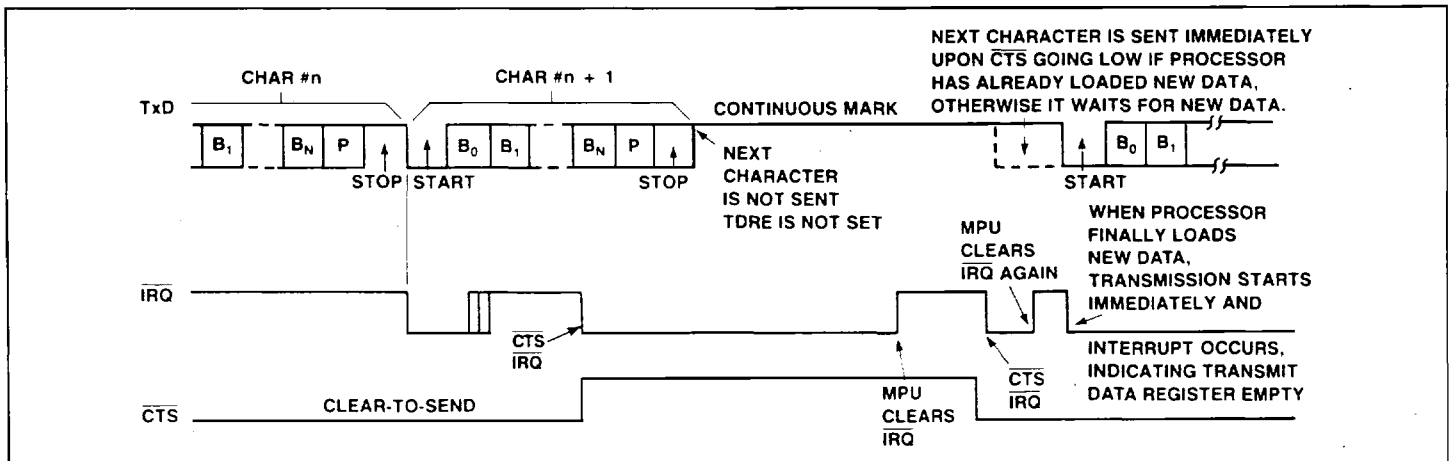 NEXT CHARACTER IS SENT IMMEDIATELY
UPON CTS GOING LOW IF PROCESSOR
HAS ALREADY LOADED NEW DATA,
OTHERWISE IT WAITS FOR NEW DATA.
CHAR #n
CHAR #n + 1
CONTINUOUS MARK
TxD
B1
BN
P
B0
B1
BN
P
B0
B1
STOP
START
STOP
START
NEXT
CHARACTER
IS NOT SENT
TDRE IS NOT SET
MPU
CLEARS
IRQ AGAIN
WHEN PROCESSOR
FINALLY LOADS
NEW DATA,
TRANSMISSION STARTS
IMMEDIATELY AND
INTERRUPT OCCURS,
INDICATING TRANSMIT
DATA REGISTER EMPTY
IRQ
CTS
IRQ
MPU
CLEARS
IRQ
CTS
IRQ
CTS
CLEAR-TO-SEND